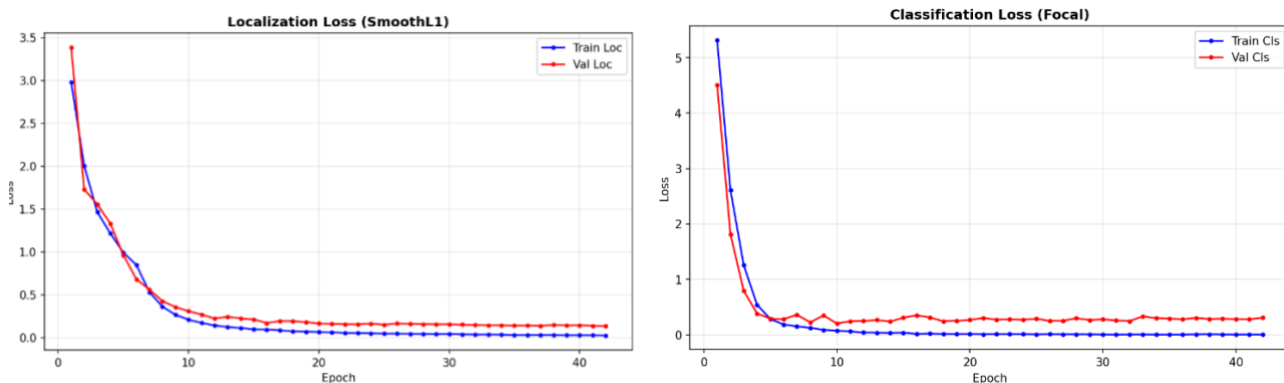 Localization Loss (SmoothL1)
3.5
3.0
2.5
2.0
1.5
1.0
0.5
0.0
Loss
0
20
40
Epoch
Train Loc
Val Loc
Classification Loss (Focal)
5
4
3
2
1
0
Loss
0
10
20
30
40
Epoch
Train Cls
Val Cls